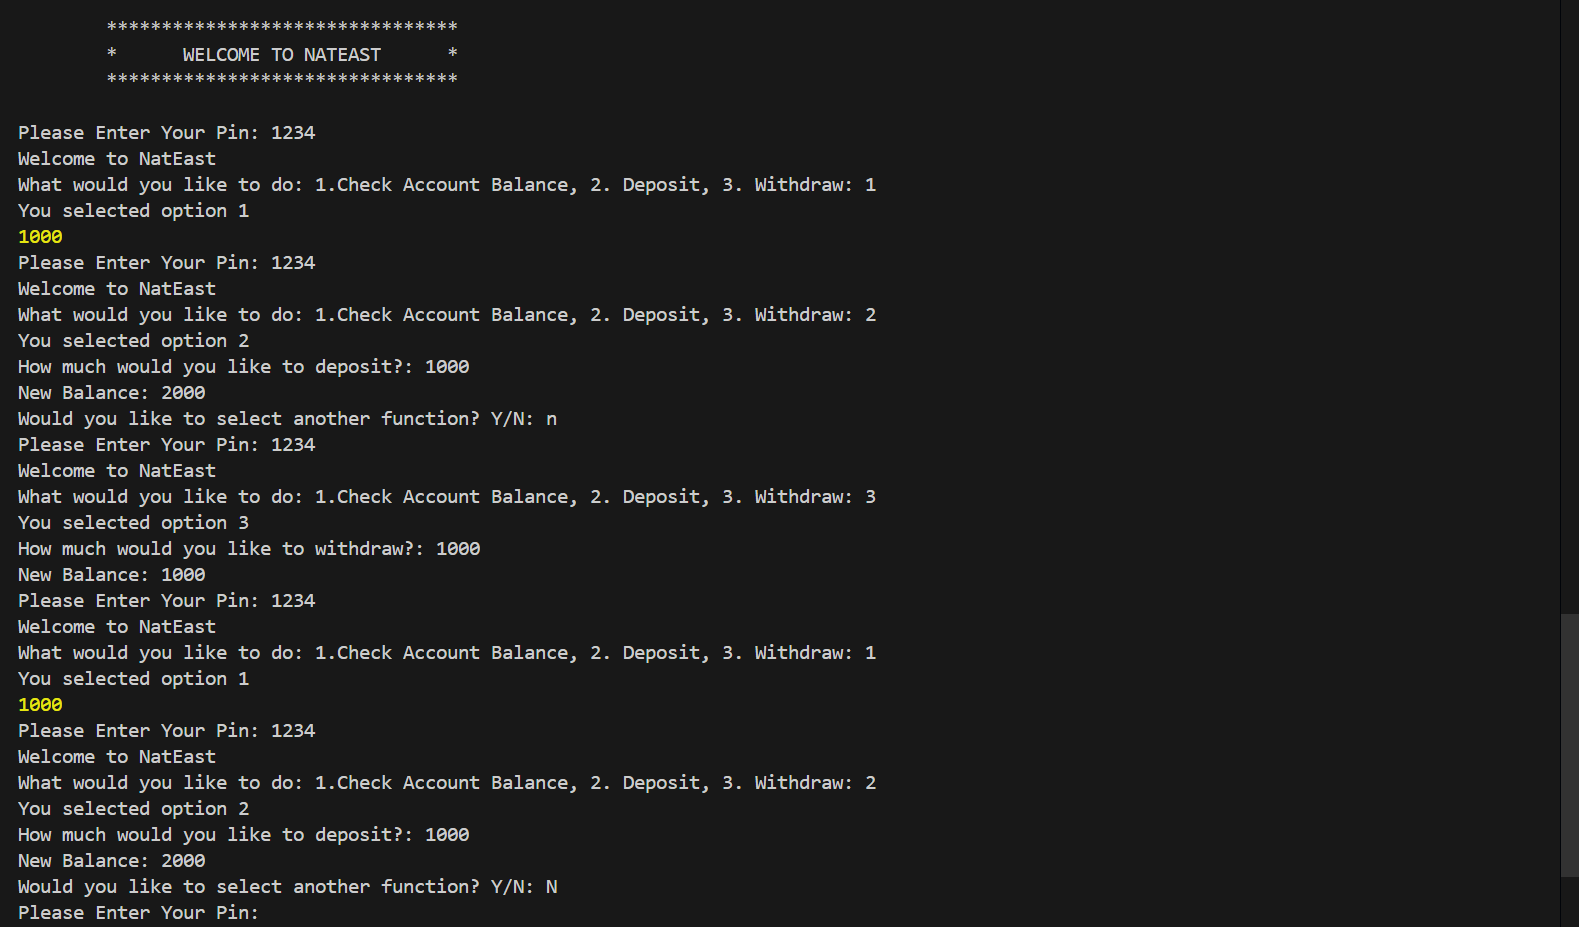 ********************************
* WELCOME TO NATEAST *
********************************
Please Enter Your Pin: 1234
Welcome to NatEast
What would you like to do: 1.Check Account Balance, 2. Deposit, 3. Withdraw: 1
You selected option 1
1000
Please Enter Your Pin: 1234
Welcome to NatEast
What would you like to do: 1.Check Account Balance, 2. Deposit, 3. Withdraw: 2
You selected option 2
How much would you like to deposit?: 1000
New Balance: 2000
Would you like to select another function? Y/N: n
Please Enter Your Pin: 1234
Welcome to NatEast
What would you like to do: 1.Check Account Balance, 2. Deposit, 3. Withdraw: 3
You selected option 3
How much would you like to withdraw?: 1000
New Balance: 1000
Please Enter Your Pin: 1234
Welcome to NatEast
What would you like to do: 1.Check Account Balance, 2. Deposit, 3. Withdraw: 1
You selected option 1
1000
Please Enter Your Pin: 1234
Welcome to NatEast
What would you like to do: 1.Check Account Balance, 2. Deposit, 3. Withdraw: 2
You selected option 2
How much would you like to deposit?: 1000
New Balance: 2000
Would you like to select another function? Y/N: N
Please Enter Your Pin: